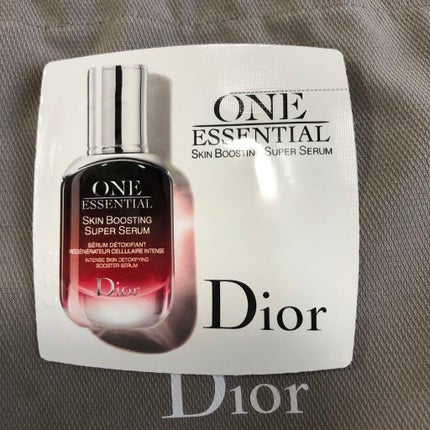 ONE
ESSENTIAL
SKIN BOOSTING
SUPER SERUM
SÉRUM DÉTOXIFIANT
RÉGÉNÉRATEUR CELLULAIRE INTENSE
INTENSE SKIN DETOXIFYING
BOOSTER SERUM
Dior
ONE
ESSENTIAL
SKIN BOOSTING SUPER SERUM
Dior
Dior